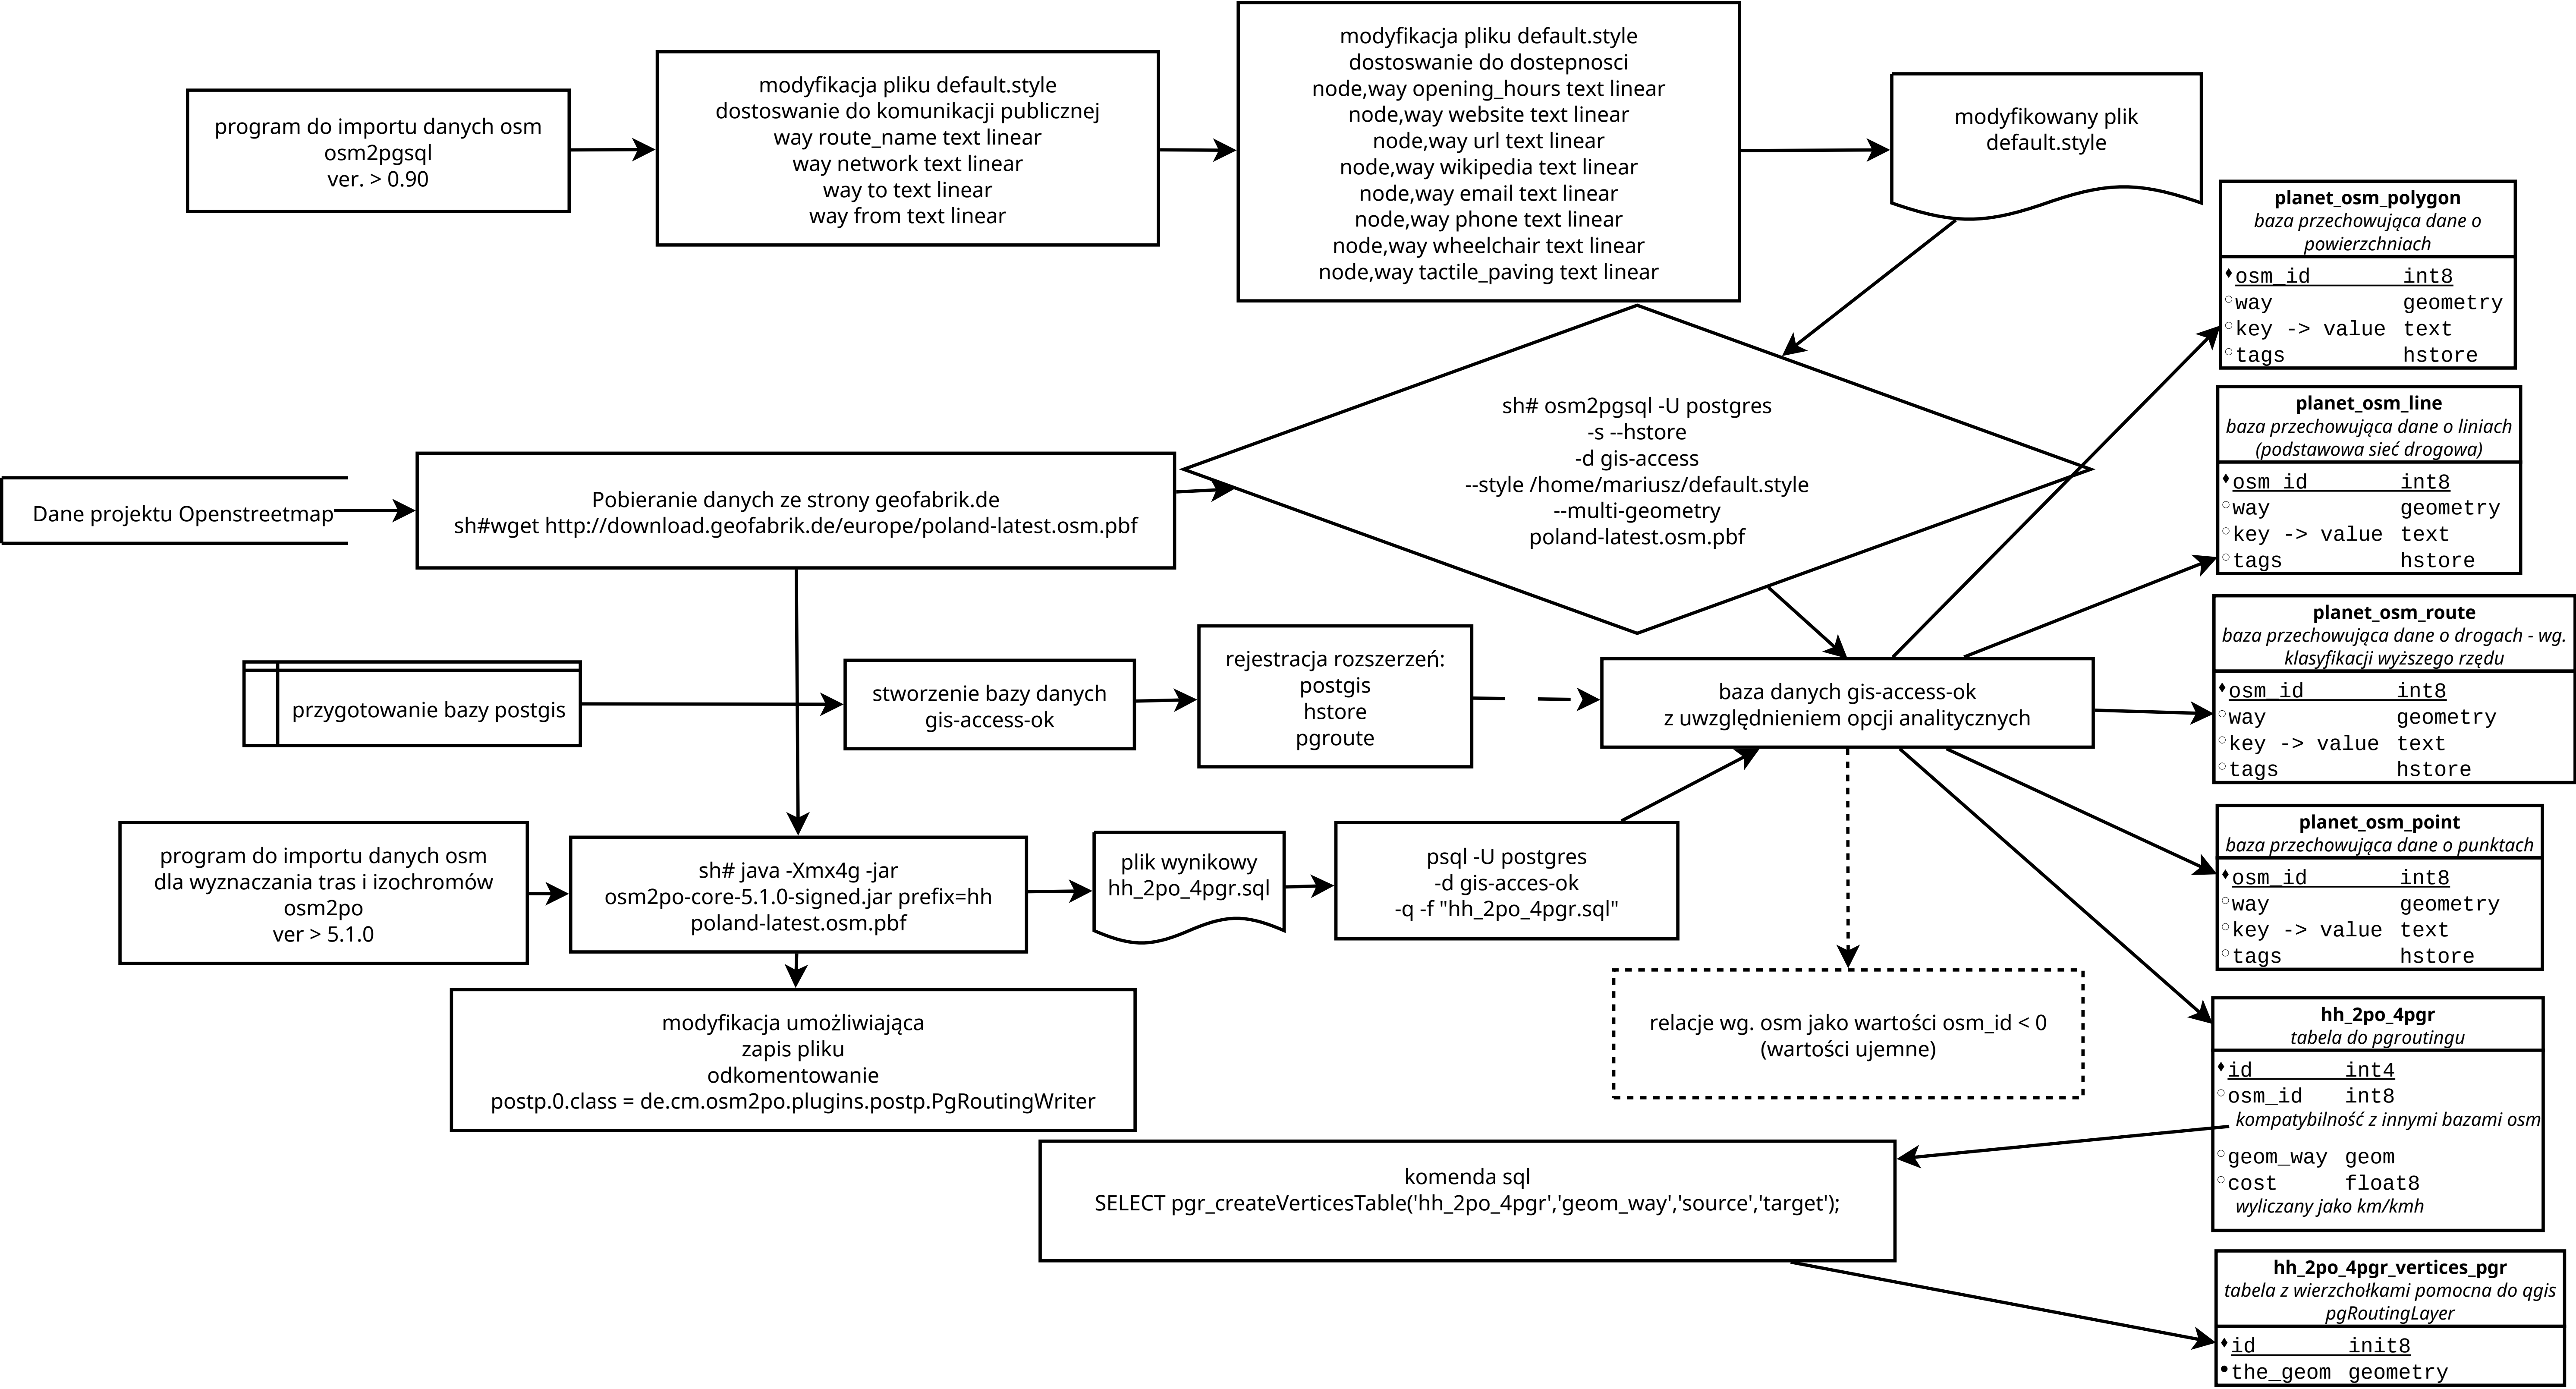 program do importu danych osm
osm2pgsql
ver. > 0.90
modyfikacja pliku default.style
dostoswanie do komunikacji publicznej
way route_name text linear
way network text linear
way to text linear
way from text linear
modyfikacja pliku default.style
dostoswanie do dostepnosci
node,way opening_hours text linear
node,way website text linear
node,way url text linear
node,way wikipedia text linear
node,way email text linear
node,way phone text linear
node,way wheelchair text linear
node,way tactile_paving text linear
modyfikowany plik
default.style
Dane projektu Openstreetmap
Pobieranie danych ze strony geofabrik.de
sh#wget http://download.geofabrik.de/europe/poland-latest.osm.pbf
sh# osm2pgsql -U postgres
-s --hstore
-d gis-access
--style /home/mariusz/default.style
--multi-geometry
poland-latest.osm.pbf
przygotowanie bazy postgis
stworzenie bazy danych
gis-access-ok
rejestracja rozszerzeń:
postgis
hstore
pgroute
baza danych gis-access-ok
z uwzględnieniem opcji analitycznych
program do importu danych osm
dla wyznaczania tras i izochromów
osm2po
ver > 5.1.0
sh# java -Xmx4g -jar
osm2po-core-5.1.0-signed.jar prefix=hh
poland-latest.osm.pbf
plik wynikowy
hh_2po_4pgr.sql
psql -U postgres
-d gis-acces-ok
-q -f "hh_2po_4pgr.sql"
modyfikacja umożliwiająca
zapis pliku
odkomentowanie
postp.0.class = de.cm.osm2po.plugins.postp.PgRoutingWriter
relacje wg. osm jako wartości osm_id < 0
(wartości ujemne)
komenda sql
SELECT pgr_createVerticesTable('hh_2po_4pgr','geom_way','source','target');
planet_osm_polygon
baza przechowująca dane o
powierzchniach
osm_id int8
way geometry
key -> value text
tags hstore
planet_osm_line
baza przechowująca dane o liniach
(podstawowa sieć drogowa)
osm_id int8
way geometry
key -> value text
tags hstore
planet_osm_route
baza przechowująca dane o drogach - wg.
klasyfikacji wyższego rzędu
osm_id int8
way geometry
key -> value text
tags hstore
planet_osm_point
baza przechowująca dane o punktach
osm_id int8
way geometry
key -> value text
tags hstore
hh_2po_4pgr
tabela do pgroutingu
id int4
osm_id int8
kompatybilność z innymi bazami osm
geom_way geom
cost float8
wyliczany jako km/kmh
hh_2po_4pgr_vertices_pgr
tabela z wierzchołkami pomocna do qgis
pgRoutingLayer
id init8
the_geom geometry